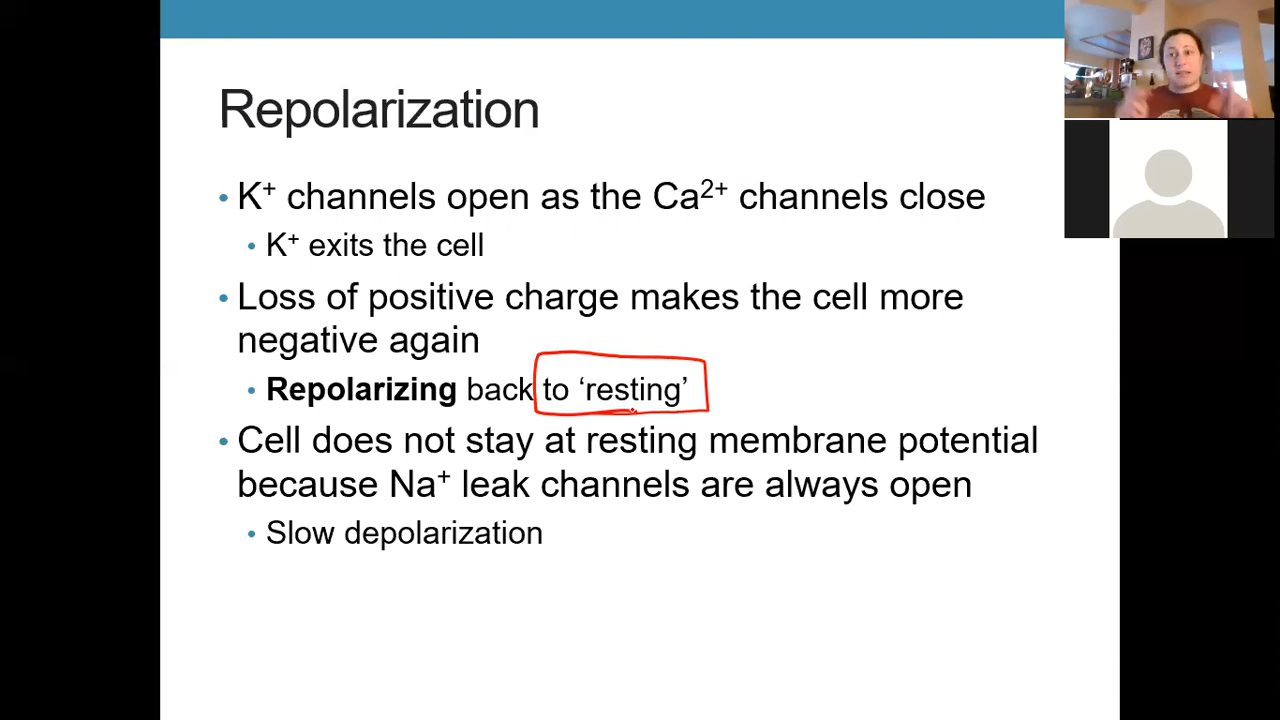 Repolarization
• K⁺ channels open as the Ca²⁺ channels close
• K⁺ exits the cell
• Loss of positive charge makes the cell more
negative again
• Repolarizing back to ‘resting’
• Cell does not stay at resting membrane potential
because Na⁺ leak channels are always open
• Slow depolarization